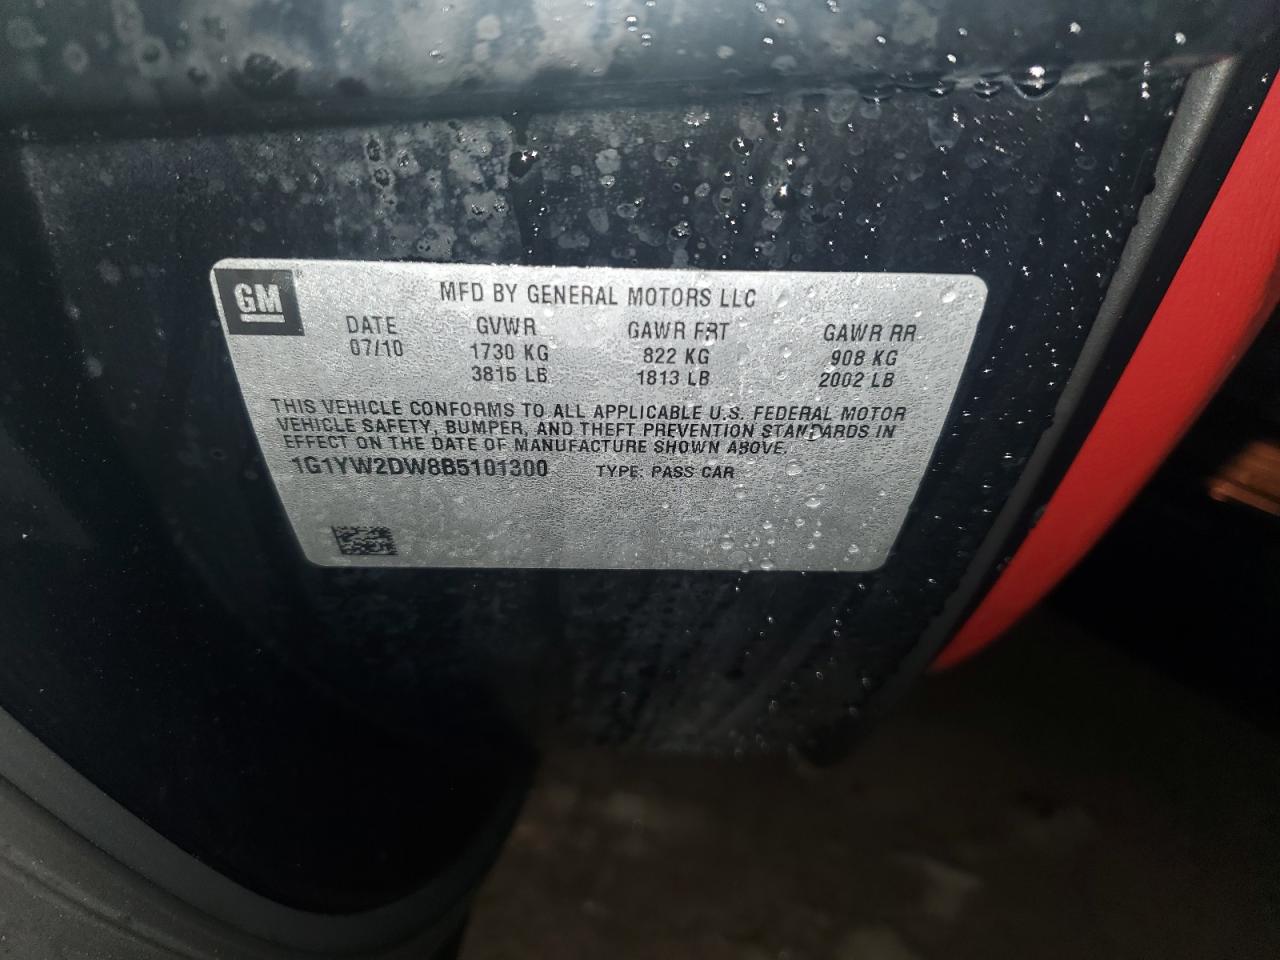 GM
MFD BY GENERAL MOTORS LLC
DATE GVWR GAWR FRT GAWR RR
07/10 1730 KG 822 KG 908 KG
3815 LB 1813 LB 2002 LB
THIS VEHICLE CONFORMS TO ALL APPLICABLE U.S. FEDERAL MOTOR
VEHICLE SAFETY, BUMPER, AND THEFT PREVENTION STANDARDS IN
EFFECT ON THE DATE OF MANUFACTURE SHOWN ABOVE.
1G1YW2DW8B5101300 TYPE: PASS CAR